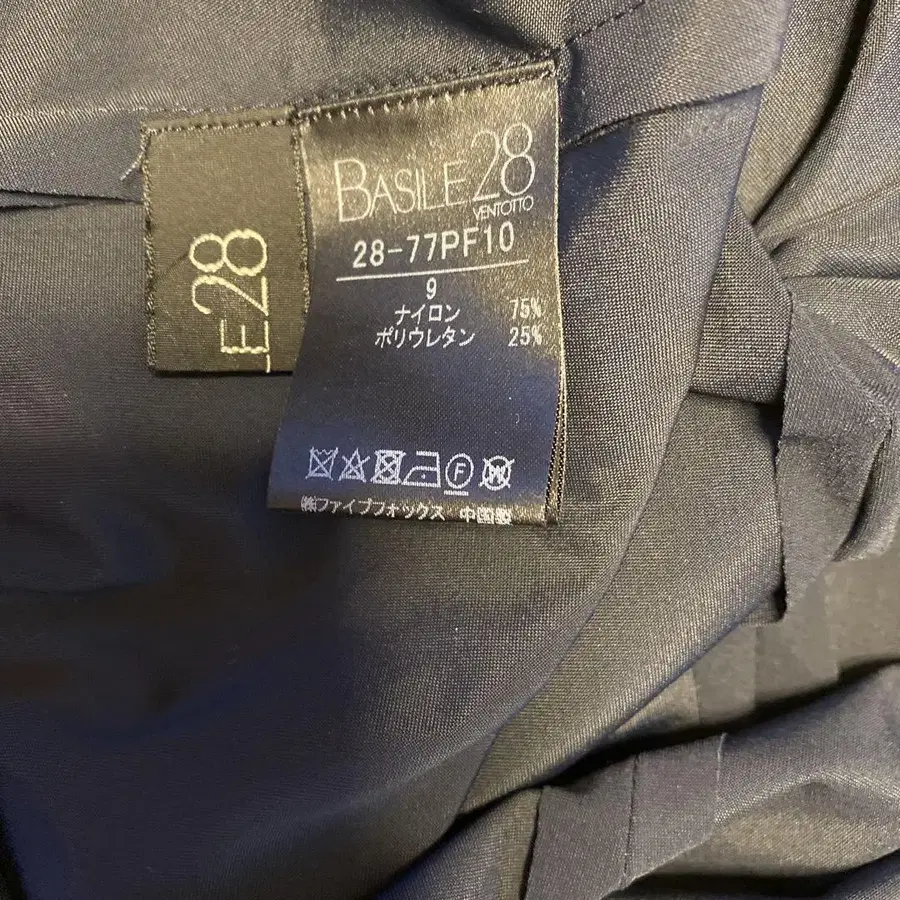 BASILE28
VENTOTTO
28-77PF10
9
ナイロン 75%
ポリウレタン 25%
F
W
㈱ファイブフォックス 中国製
E28